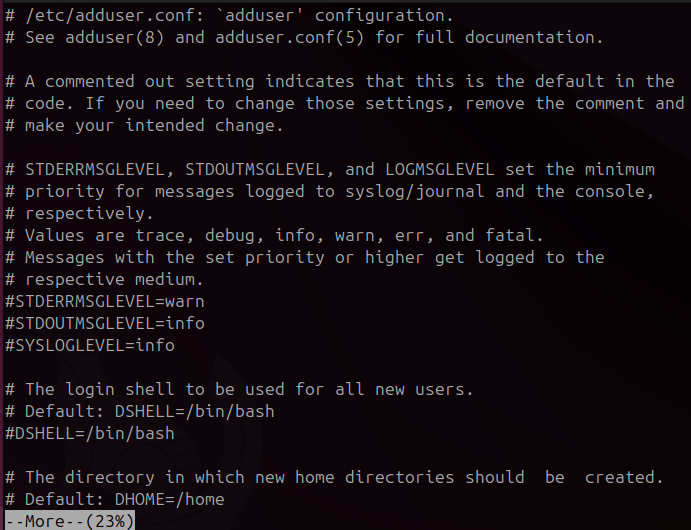 # /etc/adduser.conf: `adduser' configuration.
# See adduser(8) and adduser.conf(5) for full documentation.
# A commented out setting indicates that this is the default in the
# code. If you need to change those settings, remove the comment and
# make your intended change.
# STDERRMSGLEVEL, STDOUTMSGLEVEL, and LOGMSGLEVEL set the minimum
# priority for messages logged to syslog/journal and the console,
# respectively.
# Values are trace, debug, info, warn, err, and fatal.
# Messages with the set priority or higher get logged to the
# respective medium.
#STDERRMSGLEVEL=warn
#STDOUTMSGLEVEL=info
#SYSLOGLEVEL=info
# The login shell to be used for all new users.
# Default: DSHELL=/bin/bash
#DSHELL=/bin/bash
# The directory in which new home directories should  be  created.
# Default: DHOME=/home
--More--(23%)